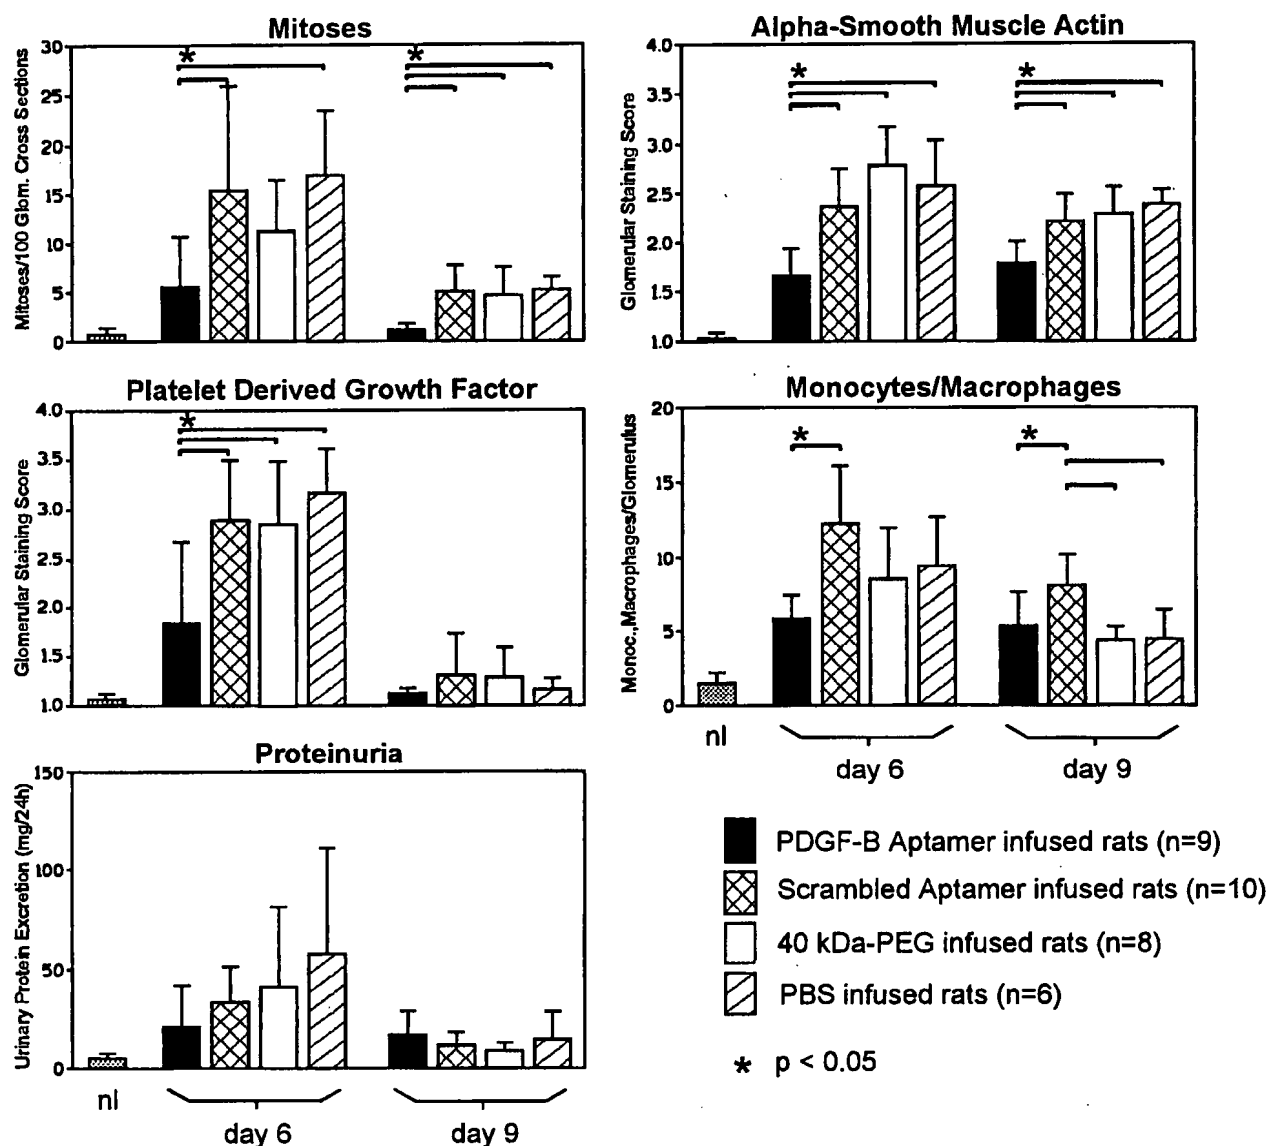 Mitoses
Mitoses/100 Glom. Cross Sections
30
25
20
15
10
5
0
*
*
Alpha-Smooth Muscle Actin
Glomerular Staining Score
4.0
3.5
3.0
2.5
2.0
1.5
1.0
*
*
Platelet Derived Growth Factor
Glomerular Staining Score
4.0
3.5
3.0
2.5
2.0
1.5
1.0
*
Monocytes/Macrophages
Monoc.,Macrophages/Glomerulus
20
15
10
5
0
*
*
nl
day 6
day 9
Proteinuria
Urinary Protein Excretion (mg/24h)
150
100
50
0
nl
day 6
day 9
PDGF-B Aptamer infused rats (n=9)
Scrambled Aptamer infused rats (n=10)
40 kDa-PEG infused rats (n=8)
PBS infused rats (n=6)
* p < 0.05